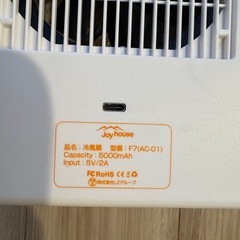 Joy house
品名：冷風扇 型番：F7(AC-01)
Capacity：5000mAh
Input：5V/2A
RoHS CE FC
株式会社LJグループ